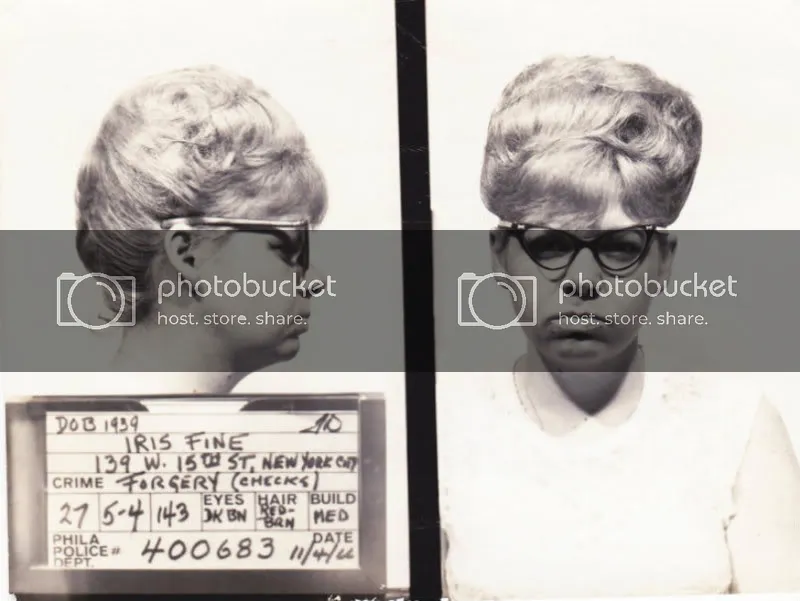 photobucket
host. store. share.
photobucket
host. store. share.
DOB 1939
IRIS FINE
139 W. 15TH ST, NEW YORK CITY
CRIME FORGERY (CHECKS)
EYES HAIR BUILD
27 5-4 143 DK BN RED-BRN MED
PHILA POLICE # DEPT. 400683 DATE 11/4/66